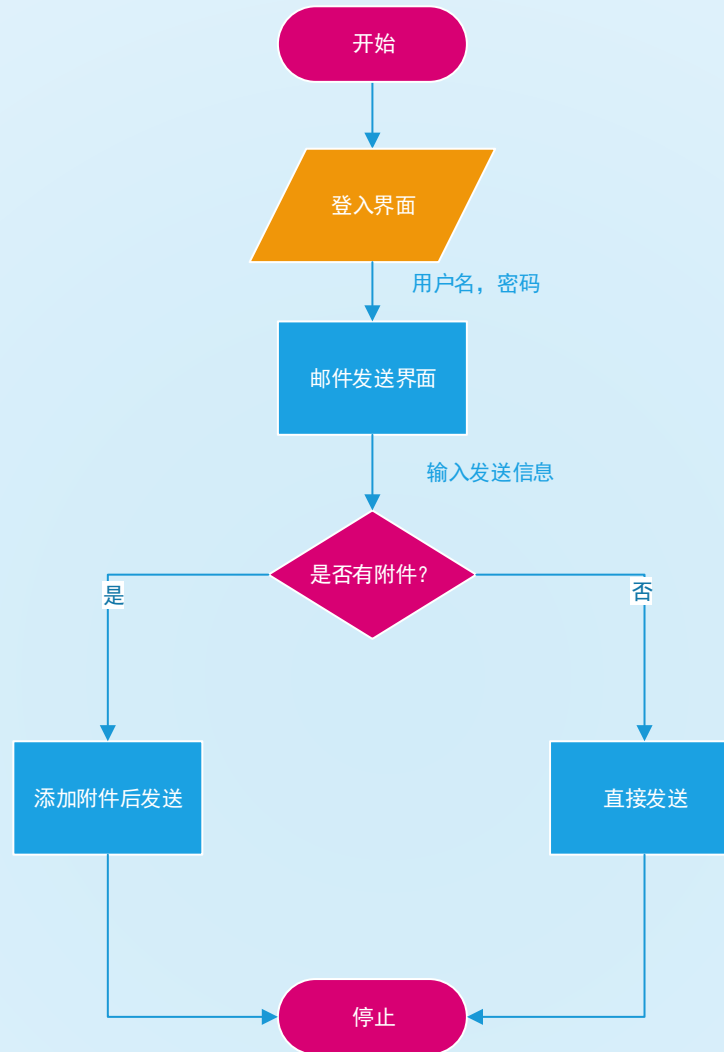 开始
登入界面
用户名，密码
邮件发送界面
输入发送信息
是否有附件？
是
否
添加附件后发送
直接发送
停止